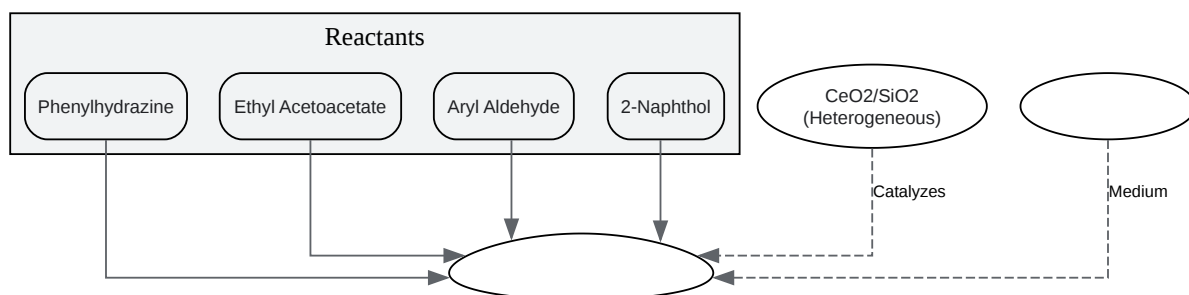 Reactants
Phenylhydrazine
Ethyl Acetoacetate
Aryl Aldehyde
2-Naphthol
CeO2/SiO2
(Heterogeneous)
Catalyzes
Medium